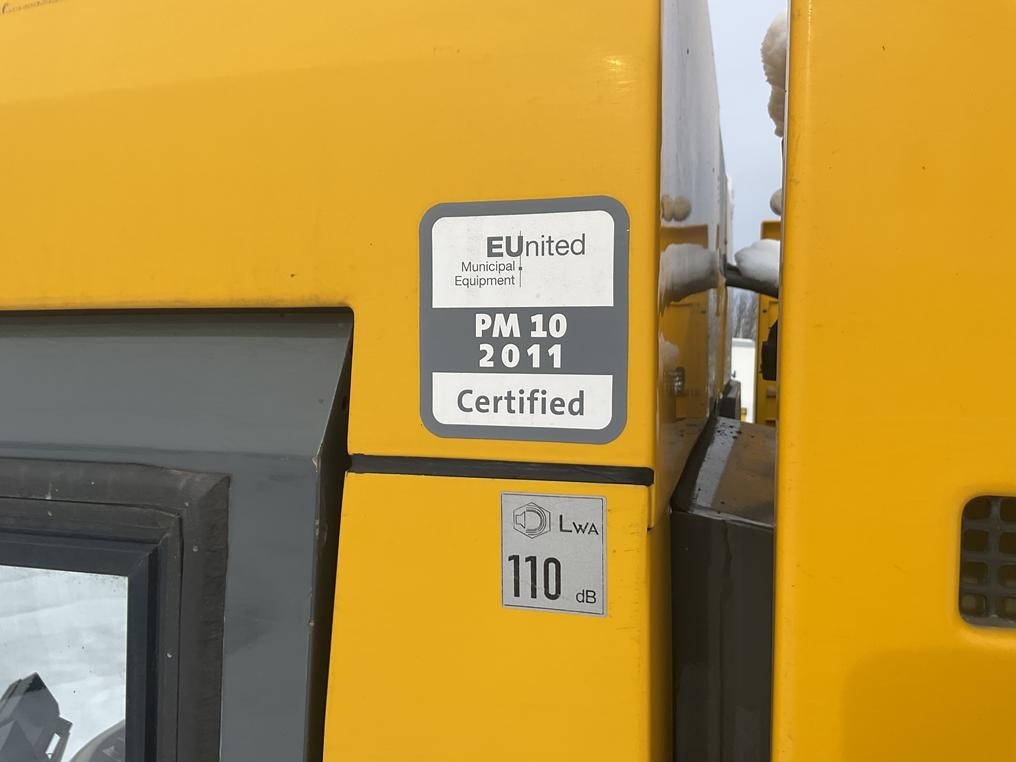 EUnited
Municipal
Equipment
PM 10
2011
Certified
LWA
110
dB